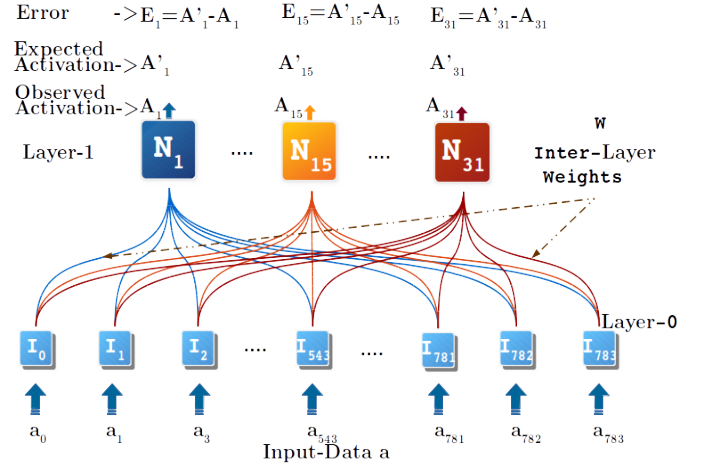 Error -> E₁=A'₁-A₁ E₁₅=A'₁₅-A₁₅ E₃₁=A'₃₁-A₃₁
Expected
Activation-> A'₁ A'₁₅ A'₃₁
Observed
Activation-> A₁ A₁₅ A₃₁
Layer-1 N₁ .... N₁₅ .... N₃₁
W
Inter-Layer
Weights
Layer-0
I₀ I₁ I₂ .... I₅₄₃ .... I₇₈₁ I₇₈₂ I₇₈₃
a₀ a₁ a₃ a₅₄₃ a₇₈₁ a₇₈₂ a₇₈₃
Input-Data a